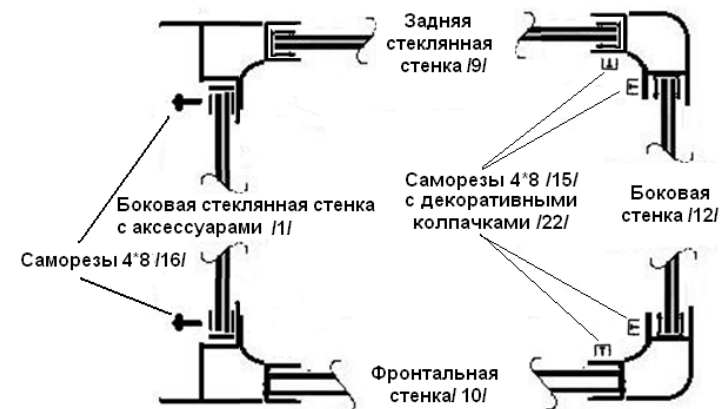 Задняя
стеклянная
стенка /9/
Боковая стеклянная стенка
с аксессуарами /1/
Саморезы 4*8 /16/
Саморезы 4*8 /15/
с декоративными
колпачками /22/
Боковая
стенка /12/
Фронтальная
стенка/ 10/